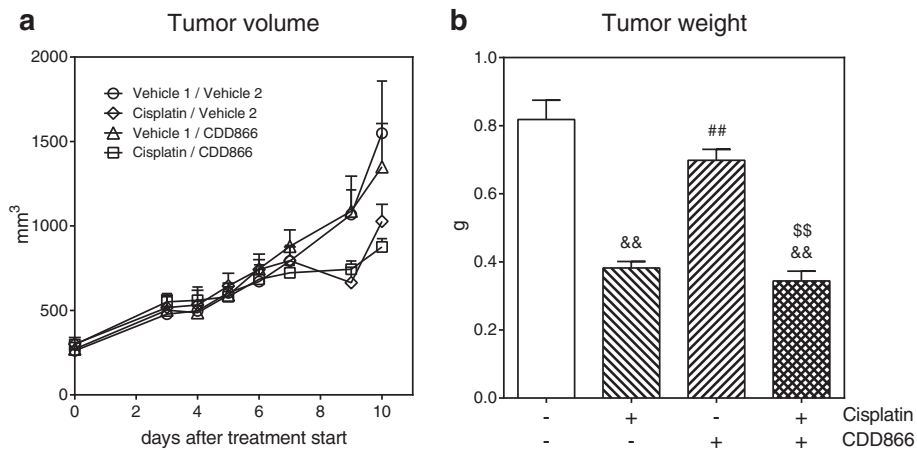 a
Tumor volume
2000
1500
1000
500
0
mm³
Vehicle 1 / Vehicle 2
Cisplatin / Vehicle 2
Vehicle 1 / CDD866
Cisplatin / CDD866
0 2 4 6 8 10
days after treatment start
b
Tumor weight
1.0
0.8
0.6
0.4
0.2
0.0
g
&&
##
$$
&&
- + - + Cisplatin
- - + + CDD866